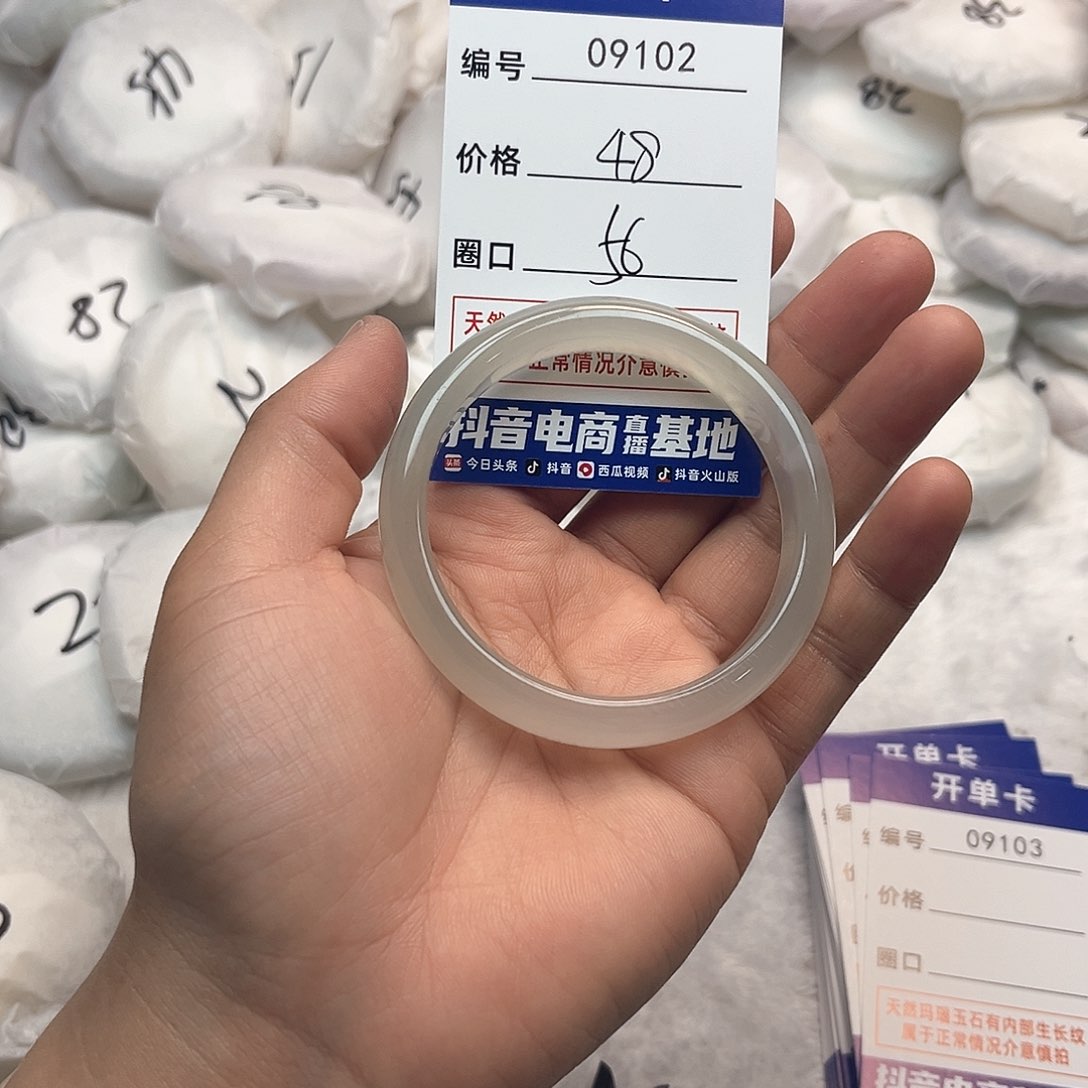 编号 09102
价格 48
圈口 56
天然
正常情况介意慎
抖音电商直播基地
今日头条 抖音 西瓜视频 抖音火山版
28
28
2
开单卡
开单卡
编号 09103
价格
圈口
天然玛瑙玉石有内部生长纹
属于正常情况介意慎拍